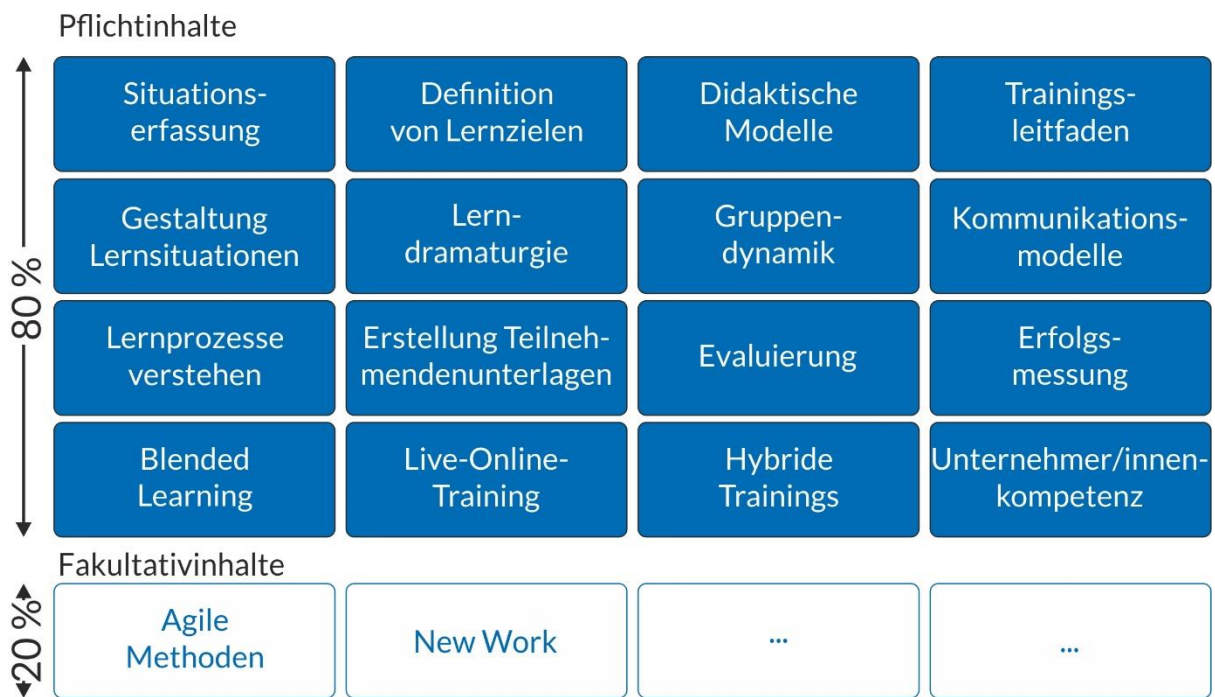 Pflichtinhalte
80 %
Situations-
erfassung
Definition
von Lernzielen
Didaktische
Modelle
Trainings-
leitfaden
Gestaltung
Lernsituationen
Lern-
dramaturgie
Gruppen-
dynamik
Kommunikations-
modelle
Lernprozesse
verstehen
Erstellung Teilneh-
mendenunterlagen
Evaluierung
Erfolgs-
messung
Blended
Learning
Live-Online-
Training
Hybride
Trainings
Unternehmer/innen-
kompetenz
Fakultativinhalte
20 %
Agile
Methoden
New Work
...
...